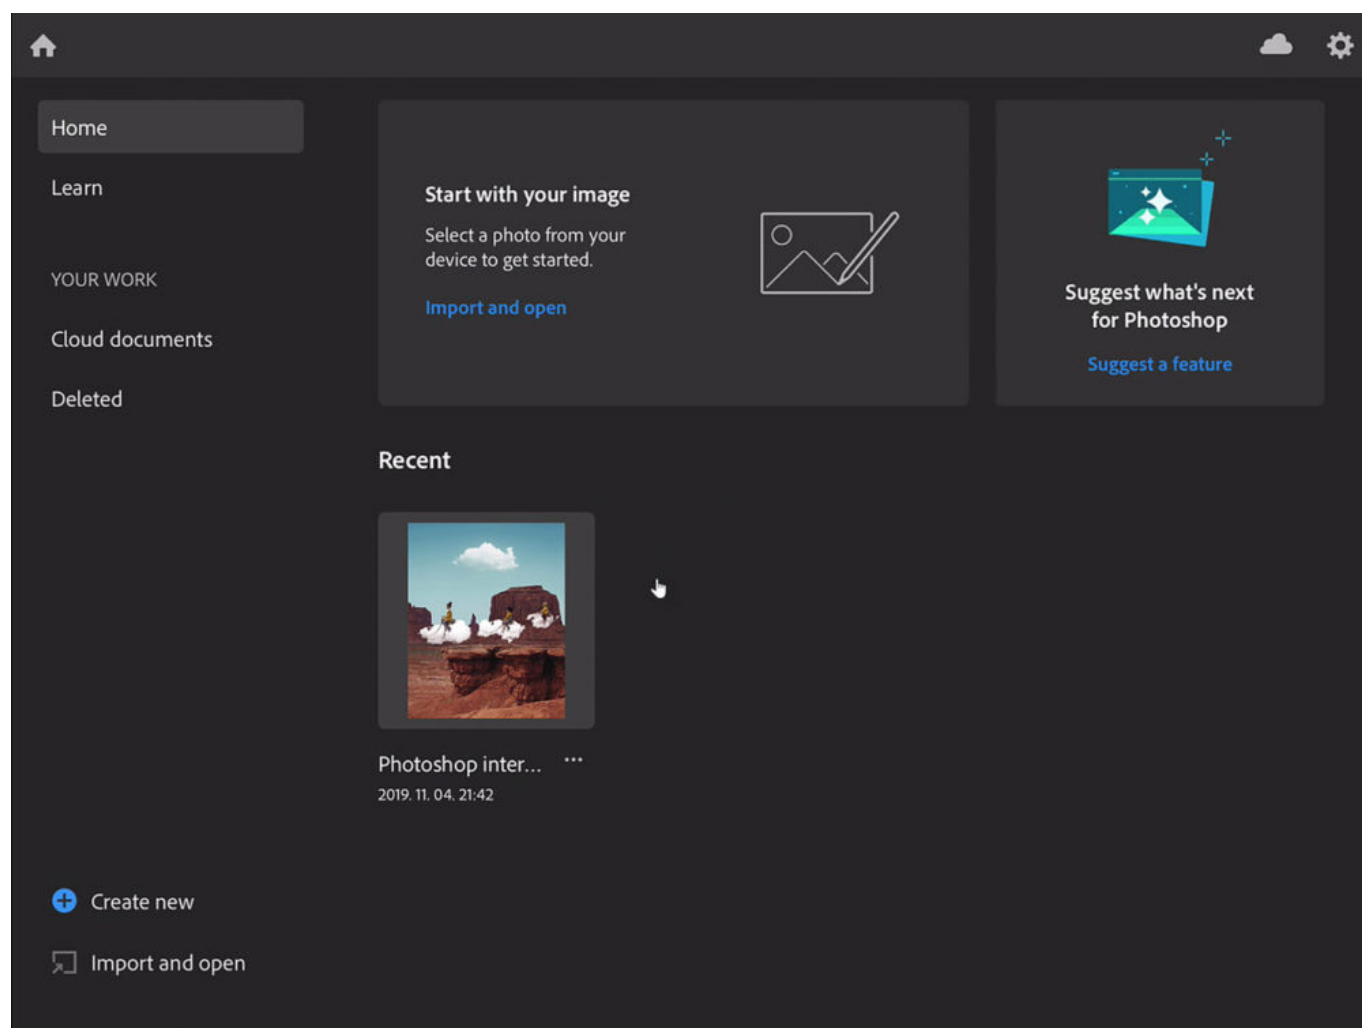 Home
Learn
YOUR WORK
Cloud documents
Deleted
Start with your image
Select a photo from your
device to get started.
Import and open
Suggest what's next
for Photoshop
Suggest a feature
Recent
Photoshop inter... ...
2019. 11. 04. 21:42
Create new
Import and open